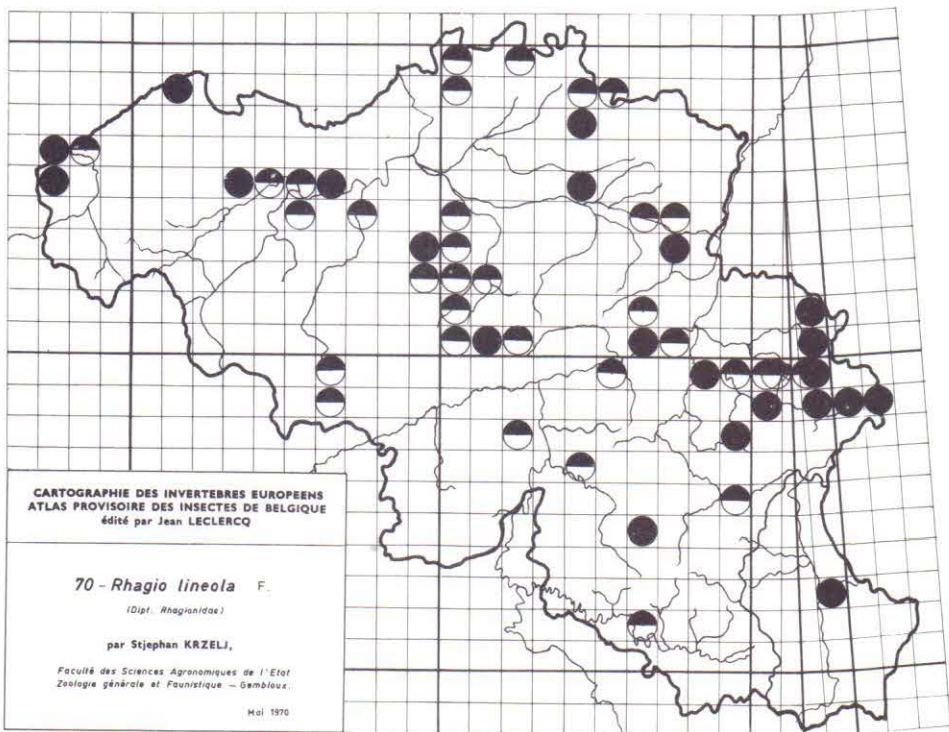 CARTOGRAPHIE DES INVERTEBRES EUROPEENS
ATLAS PROVISOIRE DES INSECTES DE BELGIQUE
édité par Jean LECLERCQ
70 - Rhagio lineola F.
(Dipt. Rhagionidae)
par Stjephan KRZELJ,
Faculté des Sciences Agronomiques de l'Etat
Zoologie générale et Faunistique — Gembloux.
Mai 1970